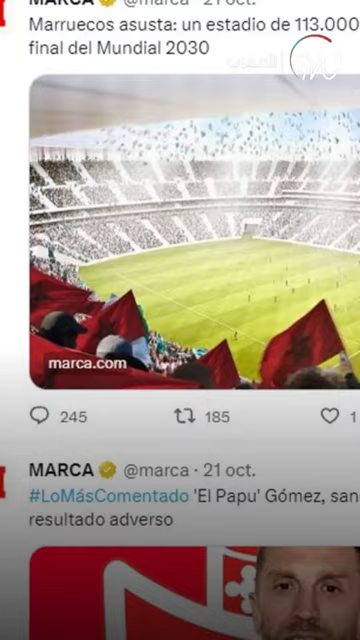 MARCA @marca · 21 oct.
Marruecos asusta: un estadio de 113.000
final del Mundial 2030
المغرب
marca.com
245 185 1
MARCA @marca · 21 oct.
#LoMásComentado 'El Papu' Gómez, san
resultado adverso